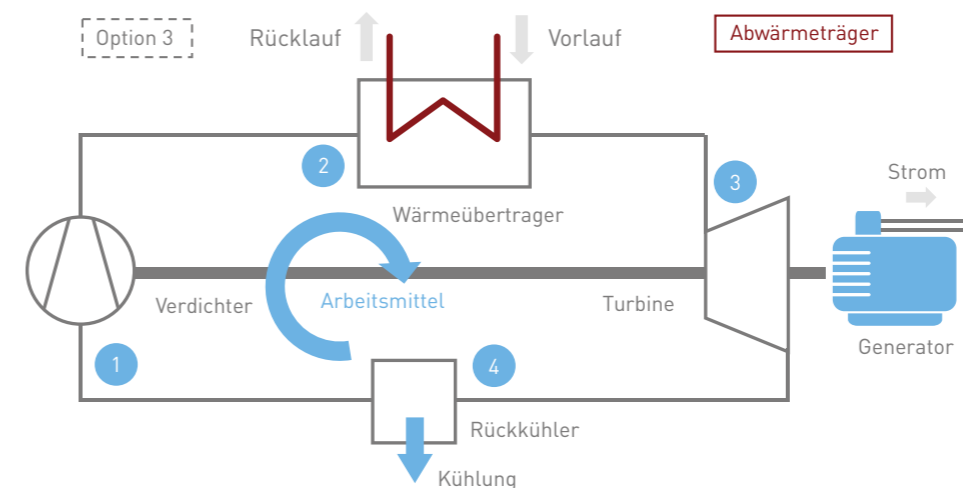 Option 3
Rücklauf
Vorlauf
Abwärmeträger
2
3
Strom
Wärmeübertrager
Verdichter
Arbeitsmittel
Turbine
Generator
1
4
Rückkühler
Kühlung